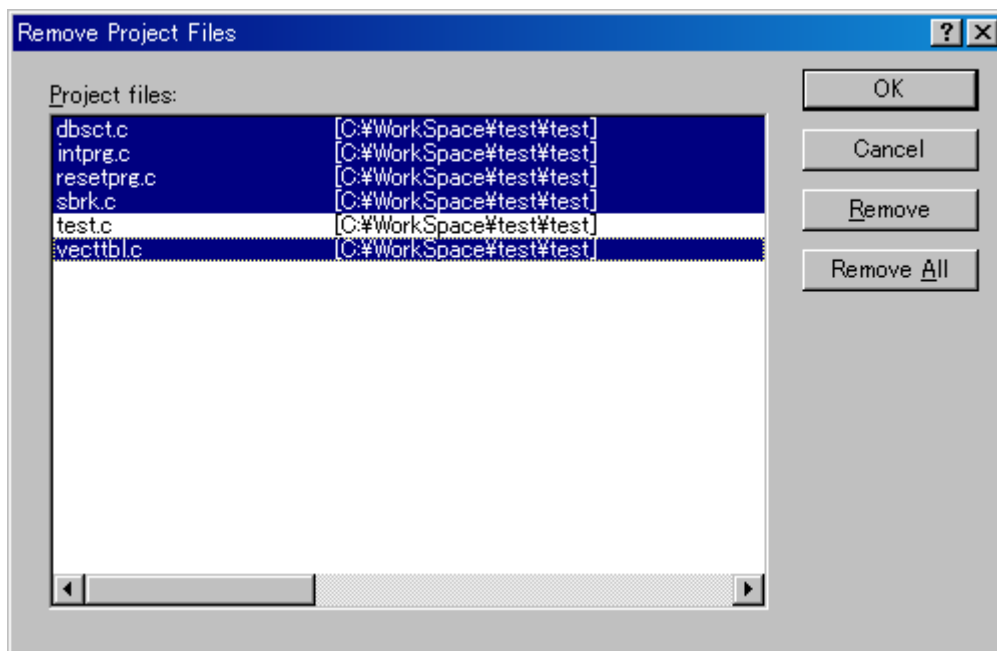 Remove Project Files
Project files:
dbsct.c [C:¥WorkSpace¥test¥test]
intprg.c [C:¥WorkSpace¥test¥test]
resetprg.c [C:¥WorkSpace¥test¥test]
sbrk.c [C:¥WorkSpace¥test¥test]
test.c [C:¥WorkSpace¥test¥test]
vecttbl.c [C:¥WorkSpace¥test¥test]
OK
Cancel
Remove
Remove All